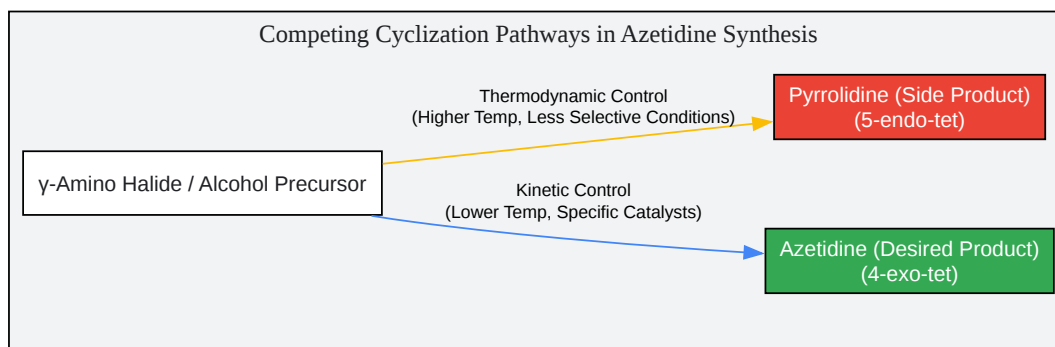 Competing Cyclization Pathways in Azetidine Synthesis
Thermodynamic Control
(Higher Temp, Less Selective Conditions)
Pyrrolidine (Side Product)
(5-endo-tet)
γ-Amino Halide / Alcohol Precursor
Kinetic Control
(Lower Temp, Specific Catalysts)
Azetidine (Desired Product)
(4-exo-tet)